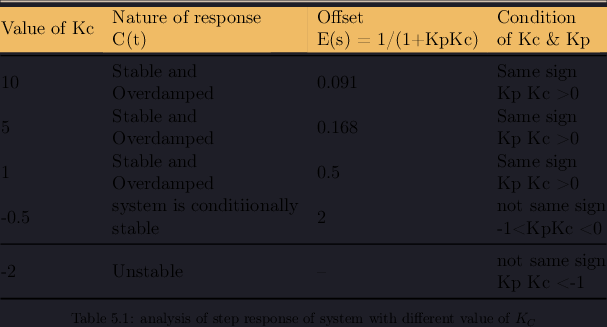 Value of Kc Nature of response C(t) Offset E(s) = 1/(1+KpKc) Condition of Kc & Kp
10 Stable and Overdamped 0.091 Same sign Kp Kc >0
5 Stable and Overdamped 0.168 Same sign Kp Kc >0
1 Stable and Overdamped 0.5 Same sign Kp Kc >0
-0.5 system is conditiionally stable 2 not same sign -1<KpKc <0
-2 Unstable – not same sign Kp Kc <-1
Table 5.1: analysis of step response of system with different value of K_C